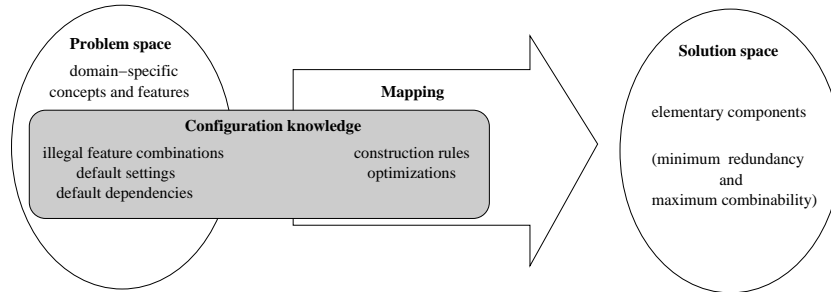 Problem space
domain−specific
concepts and features
Mapping
Configuration knowledge
illegal feature combinations
default settings
default dependencies
construction rules
optimizations
Solution space
elementary components
(minimum redundancy
and
maximum combinability)